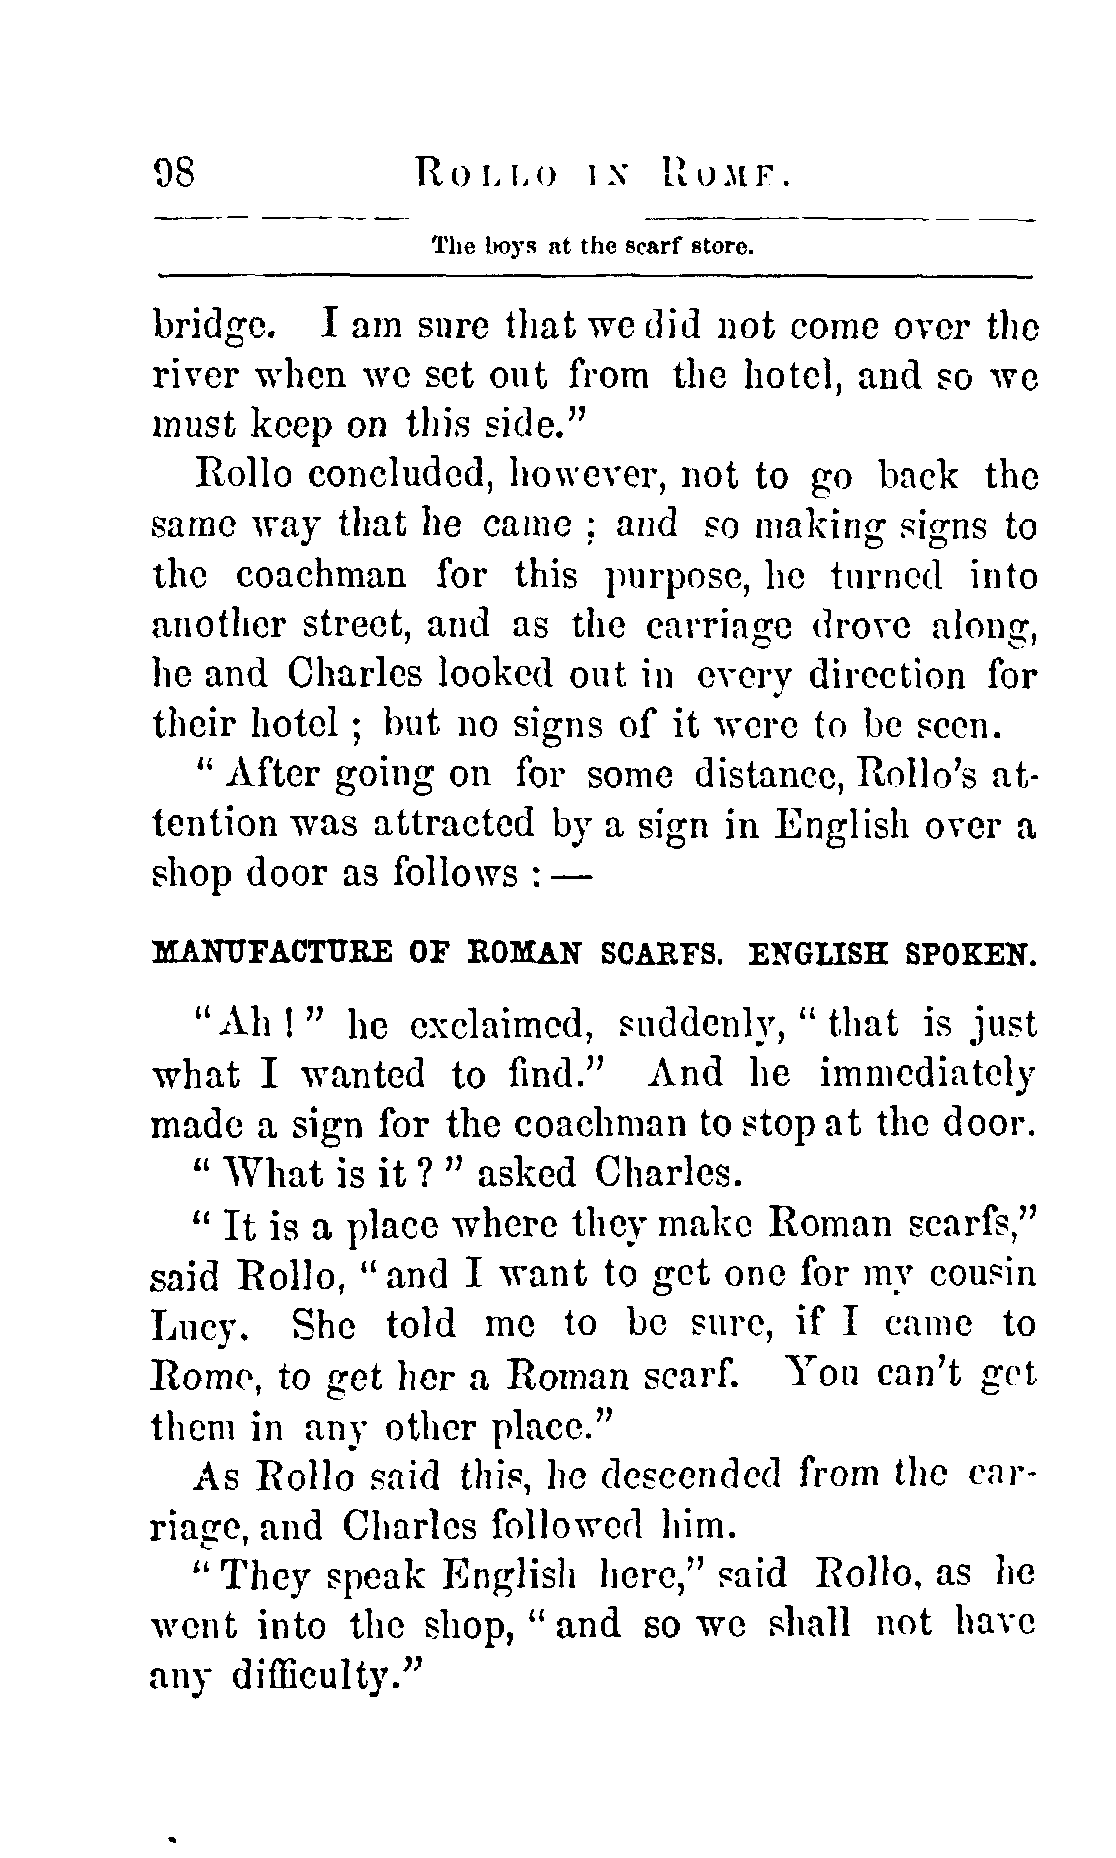 98 ROLLO IN ROME.
The boys at the scarf store.
bridge. I am sure that we did not come over the
river when we set out from the hotel, and so we
must keep on this side.”
Rollo concluded, however, not to go back the
same way that he came ; and so making signs to
the coachman for this purpose, he turned into
another street, and as the carriage drove along,
he and Charles looked out in every direction for
their hotel ; but no signs of it were to be seen.
“ After going on for some distance, Rollo’s at-
tention was attracted by a sign in English over a
shop door as follows : —
MANUFACTURE OF ROMAN SCARFS. ENGLISH SPOKEN.
“Ah ! ” he exclaimed, suddenly, “ that is just
what I wanted to find.” And he immediately
made a sign for the coachman to stop at the door.
“ What is it ? ” asked Charles.
“ It is a place where they make Roman scarfs,”
said Rollo, “ and I want to get one for my cousin
Lucy. She told me to be sure, if I came to
Rome, to get her a Roman scarf. You can’t get
them in any other place.”
As Rollo said this, he descended from the car-
riage, and Charles followed him.
“ They speak English here,” said Rollo, as he
went into the shop, “ and so we shall not have
any difficulty.”